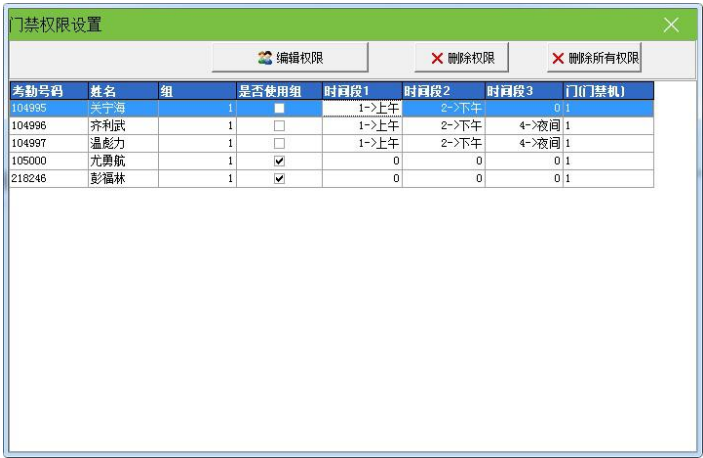 门禁权限设置
编辑权限 删除权限 删除所有权限
考勤号码 姓名 组 是否使用组 时间段1 时间段2 时间段3 门(门禁机)
104995 关宁海 1 1->上午 2->下午 0 1
104996 齐利武 1 1->上午 2->下午 4->夜间 1
104997 温彪力 1 1->上午 2->下午 4->夜间 1
105000 尤勇航 1 0 0 0 1
218246 彭福林 1 0 0 0 1